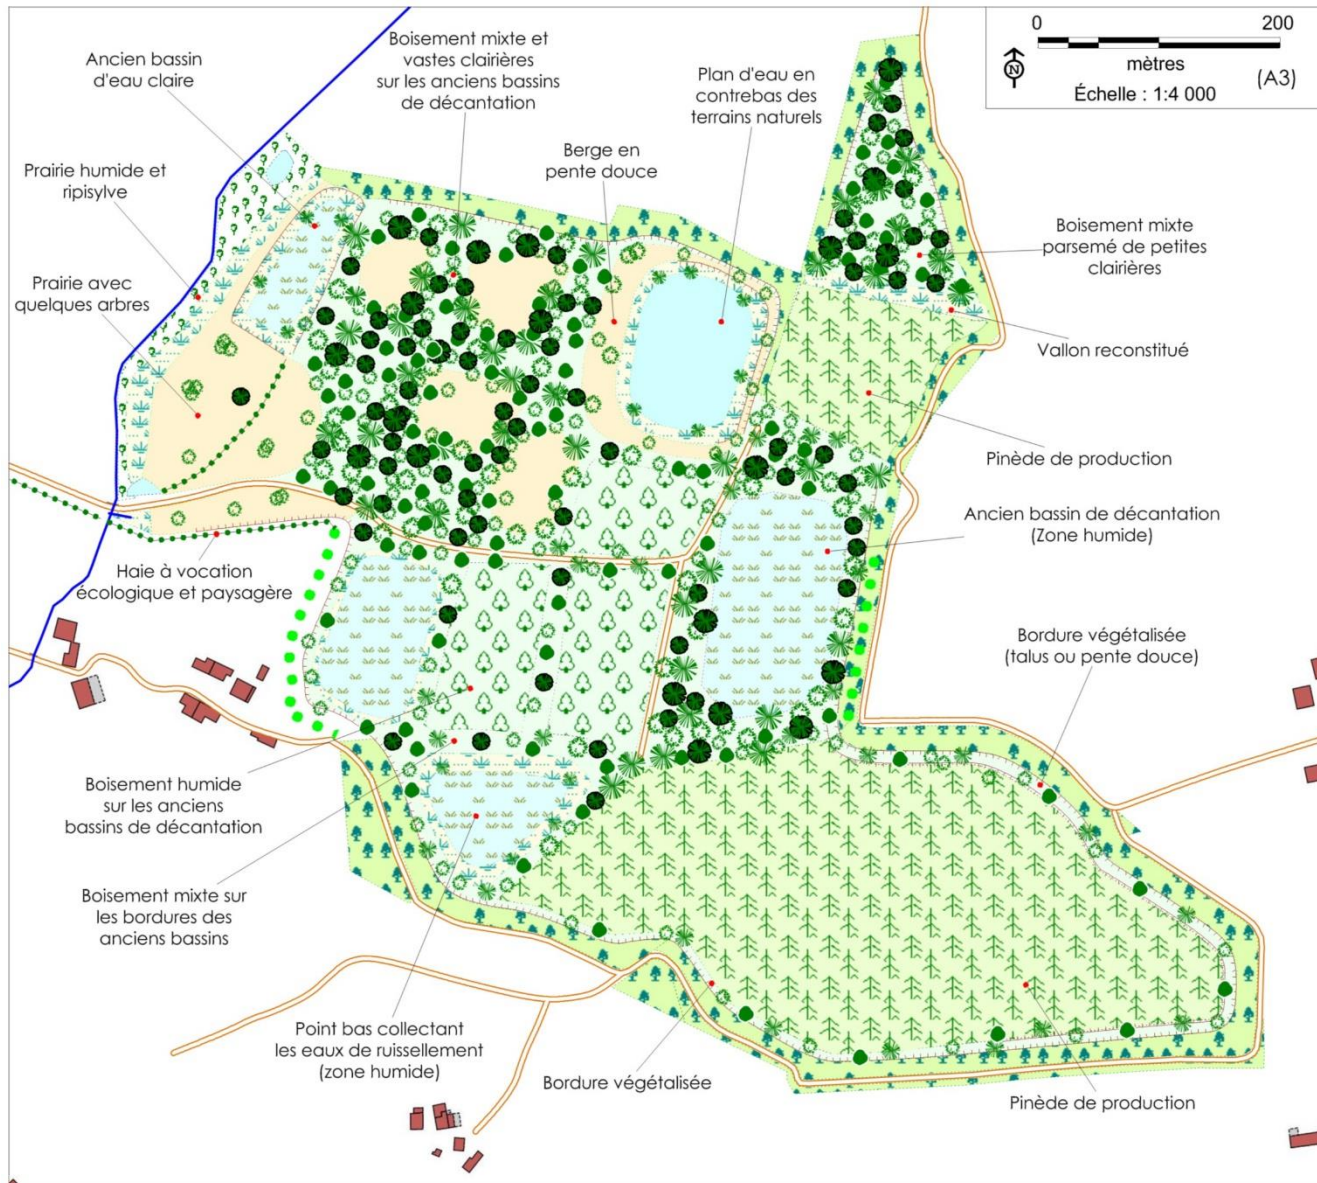 Ancien bassin
d'eau claire
Boisement mixte et
vastes clairières
sur les anciens bassins
de décantation
Plan d'eau en
contrebas des
terrains naturels
0
200
mètres
(A3)
N
Échelle : 1:4 000
Prairie humide et
ripisylve
Berge en
pente douce
Boisement mixte
parsemé de petites
clairières
Prairie avec
quelques arbres
Vallon reconstitué
Pinède de production
Ancien bassin de décantation
(Zone humide)
Haie à vocation
écologique et paysagère
Bordure végétalisée
(talus ou pente douce)
Boisement humide
sur les anciens
bassins de décantation
Boisement mixte sur
les bordures des
anciens bassins
Point bas collectant
les eaux de ruissellement
(zone humide)
Bordure végétalisée
Pinède de production